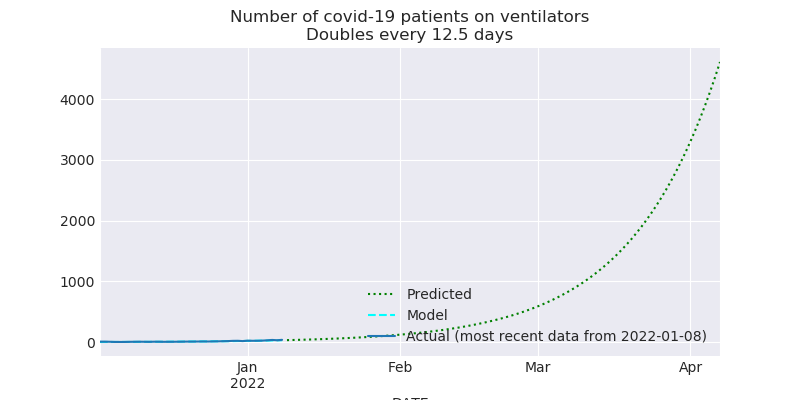 Number of covid-19 patients on ventilators
Doubles every 12.5 days
4000
3000
2000
1000
0
Predicted
Model
Actual (most recent data from 2022-01-08)
Jan
2022
Feb
Mar
Apr
DATE